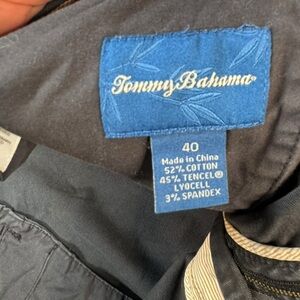 Tommy Bahama
40
Made in China
52% COTTON
45% TENCEL®
LYOCELL
3% SPANDEX